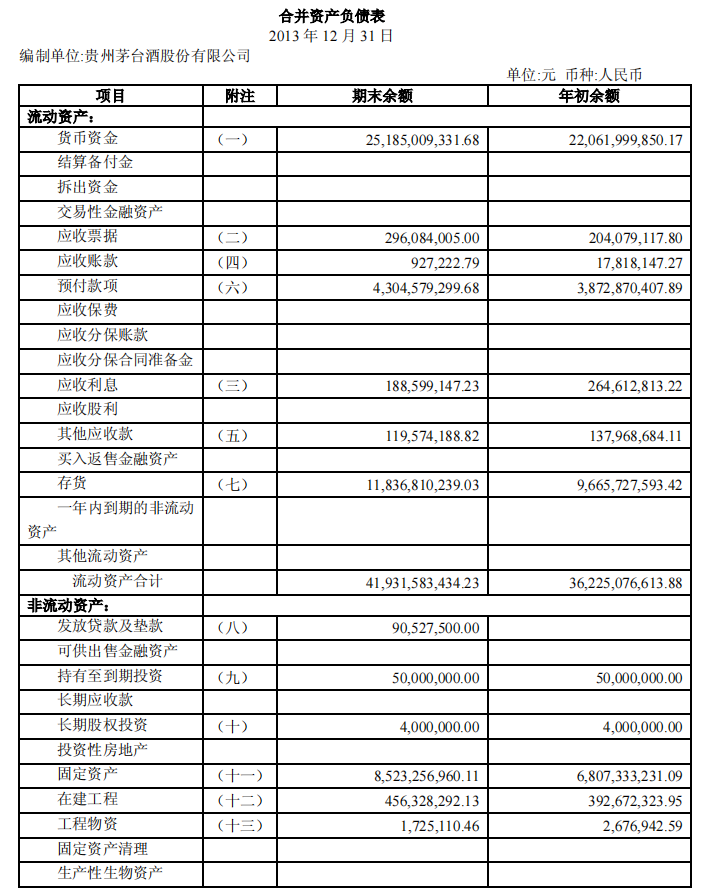 合并资产负债表
2013 年 12 月 31 日
编制单位:贵州茅台酒股份有限公司
单位:元 币种:人民币
项目 附注 期末余额 年初余额
流动资产：
货币资金 （一） 25,185,009,331.68 22,061,999,850.17
结算备付金
拆出资金
交易性金融资产
应收票据 （二） 296,084,005.00 204,079,117.80
应收账款 （四） 927,222.79 17,818,147.27
预付款项 （六） 4,304,579,299.68 3,872,870,407.89
应收保费
应收分保账款
应收分保合同准备金
应收利息 （三） 188,599,147.23 264,612,813.22
应收股利
其他应收款 （五） 119,574,188.82 137,968,684.11
买入返售金融资产
存货 （七） 11,836,810,239.03 9,665,727,593.42
一年内到期的非流动
资产
其他流动资产
流动资产合计 41,931,583,434.23 36,225,076,613.88
非流动资产：
发放贷款及垫款 （八） 90,527,500.00
可供出售金融资产
持有至到期投资 （九） 50,000,000.00 50,000,000.00
长期应收款
长期股权投资 （十） 4,000,000.00 4,000,000.00
投资性房地产
固定资产 （十一） 8,523,256,960.11 6,807,333,231.09
在建工程 （十二） 456,328,292.13 392,672,323.95
工程物资 （十三） 1,725,110.46 2,676,942.59
固定资产清理
生产性生物资产